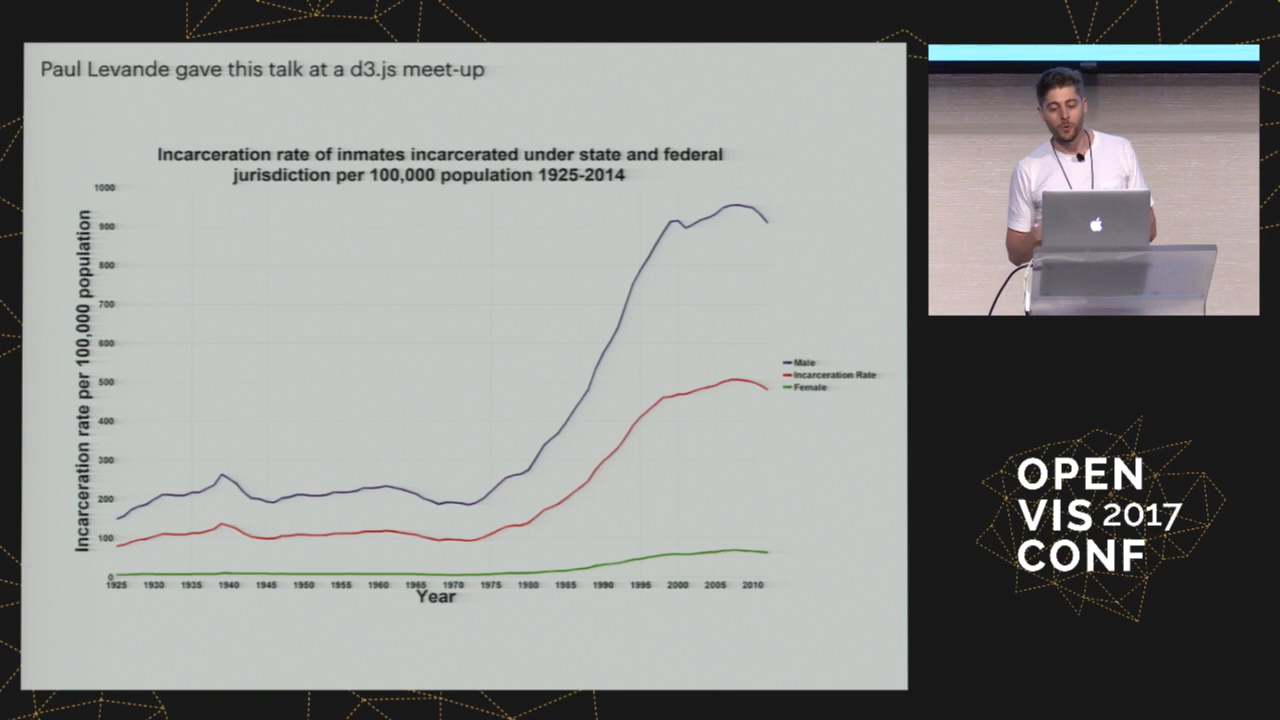 Paul Levande gave this talk at a d3.js meet-up
Incarceration rate of inmates incarcerated under state and federal
jurisdiction per 100,000 population 1925-2014
Incarceration rate per 100,000 population
1000
900
800
700
600
500
400
300
200
100
0
1925 1930 1935 1940 1945 1950 1955 1960 1965 1970 1975 1980 1985 1990 1995 2000 2005 2010
Year
Male
Incarceration Rate
Female
OPEN
VIS 2017
CONF